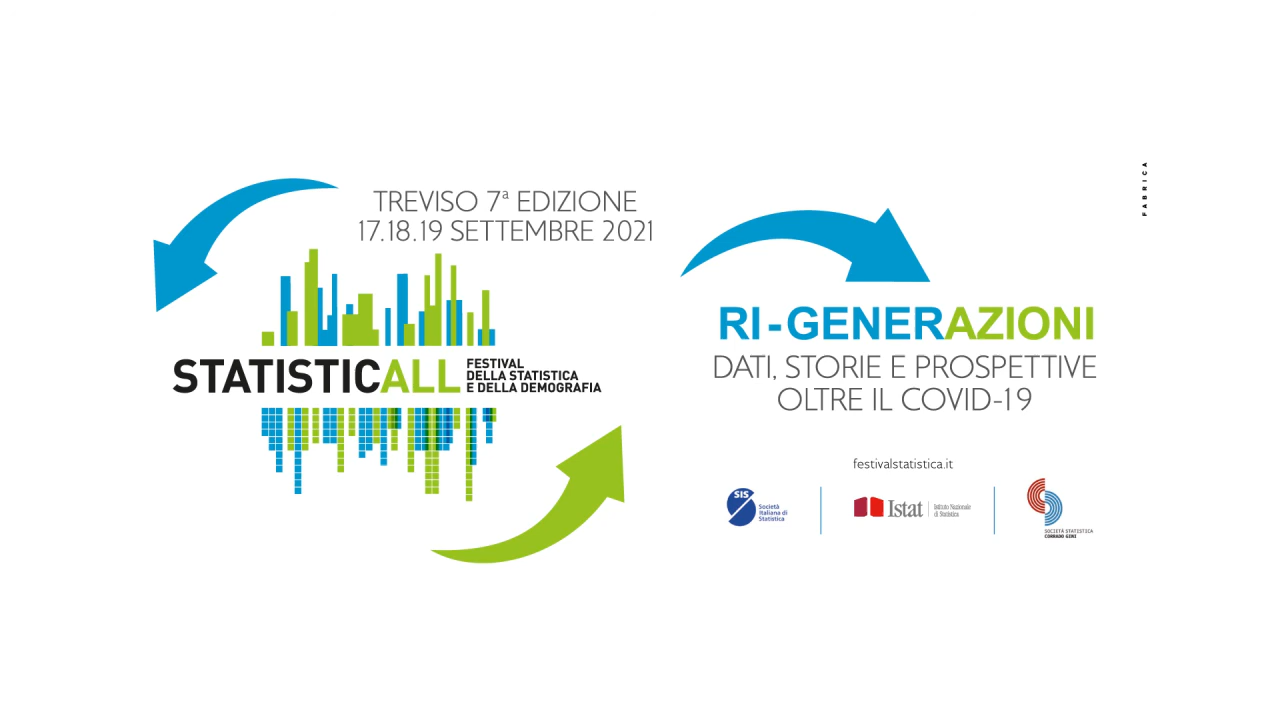 TREVISO 7ª EDIZIONE
17.18.19 SETTEMBRE 2021
STATISTICALL
FESTIVAL
DELLA STATISTICA
E DELLA DEMOGRAFIA
RI-GENERAZIONI
DATI, STORIE E PROSPETTIVE
OLTRE IL COVID-19
festivalstatistica.it
SIS
Società
Italiana di
Statistica
Istat
Istituto Nazionale
di Statistica
SOCIETÀ STATISTICA
CORRADO GINI
FABRICA